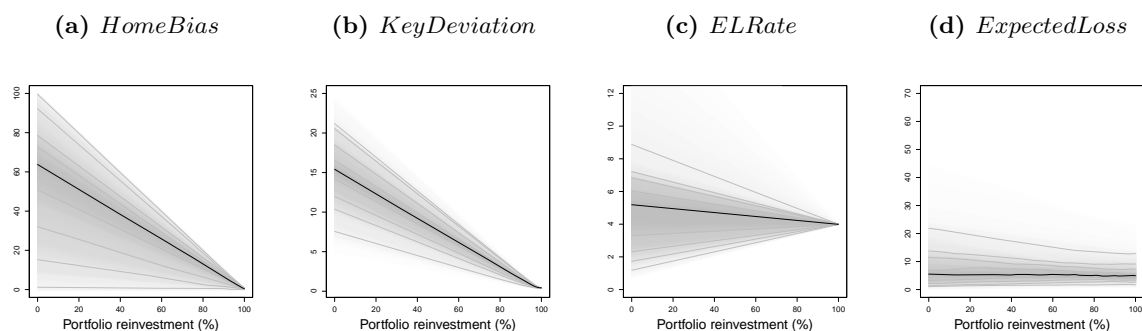 (a) HomeBias
(b) KeyDeviation
(c) ELRate
(d) ExpectedLoss
100
80
60
40
20
0
0 20 40 60 80 100
Portfolio reinvestment (%)
25
20
15
10
5
0
0 20 40 60 80 100
Portfolio reinvestment (%)
12
10
8
6
4
2
0
0 20 40 60 80 100
Portfolio reinvestment (%)
70
60
50
40
30
20
10
0
0 20 40 60 80 100
Portfolio reinvestment (%)